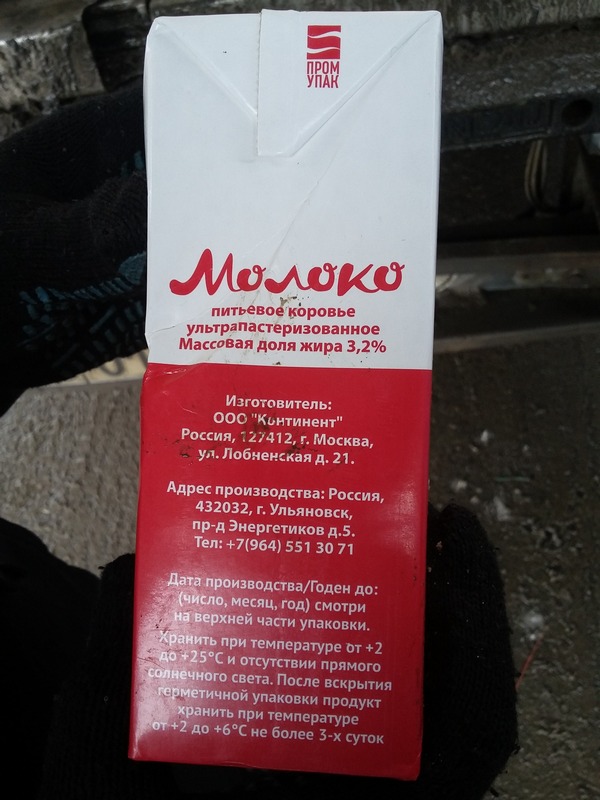 ПРОМ
УПАК
Молоко
питьевое коровье
ультрапастеризованное
Массовая доля жира 3,2%
Изготовитель:
ООО "Континент"
Россия, 127412, г. Москва,
ул. Лобненская д. 21.
Адрес производства: Россия,
432032, г. Ульяновск,
пр-д Энергетиков д.5.
Тел: +7(964) 551 30 71
Дата производства/Годен до:
(число, месяц, год) смотри
на верхней части упаковки.
Хранить при температуре от +2
до +25°С и отсутствии прямого
солнечного света. После вскрытия
герметичной упаковки продукт
хранить при температуре
от +2 до +6°С не более 3-х суток